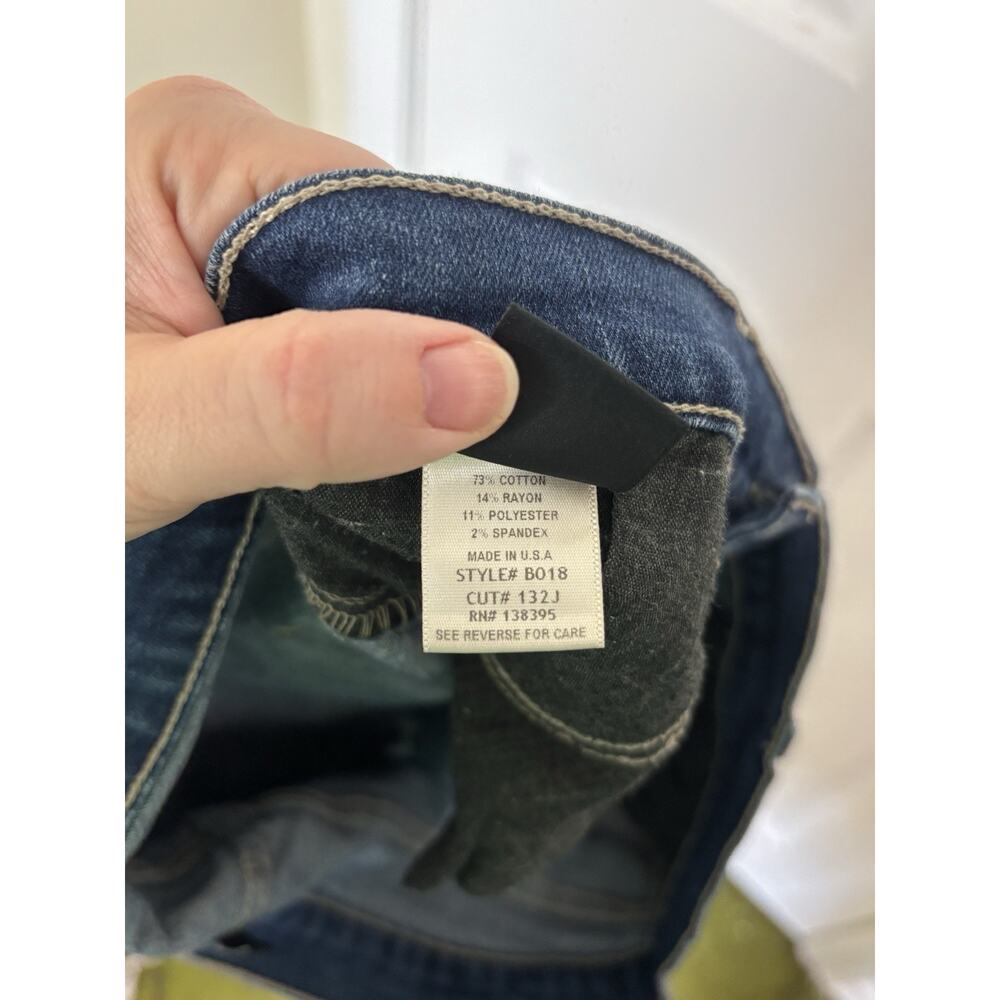 73% COTTON
14% RAYON
11% POLYESTER
2% SPANDEX
MADE IN U.S.A
STYLE# B018
CUT# 132J
RN# 138395
SEE REVERSE FOR CARE